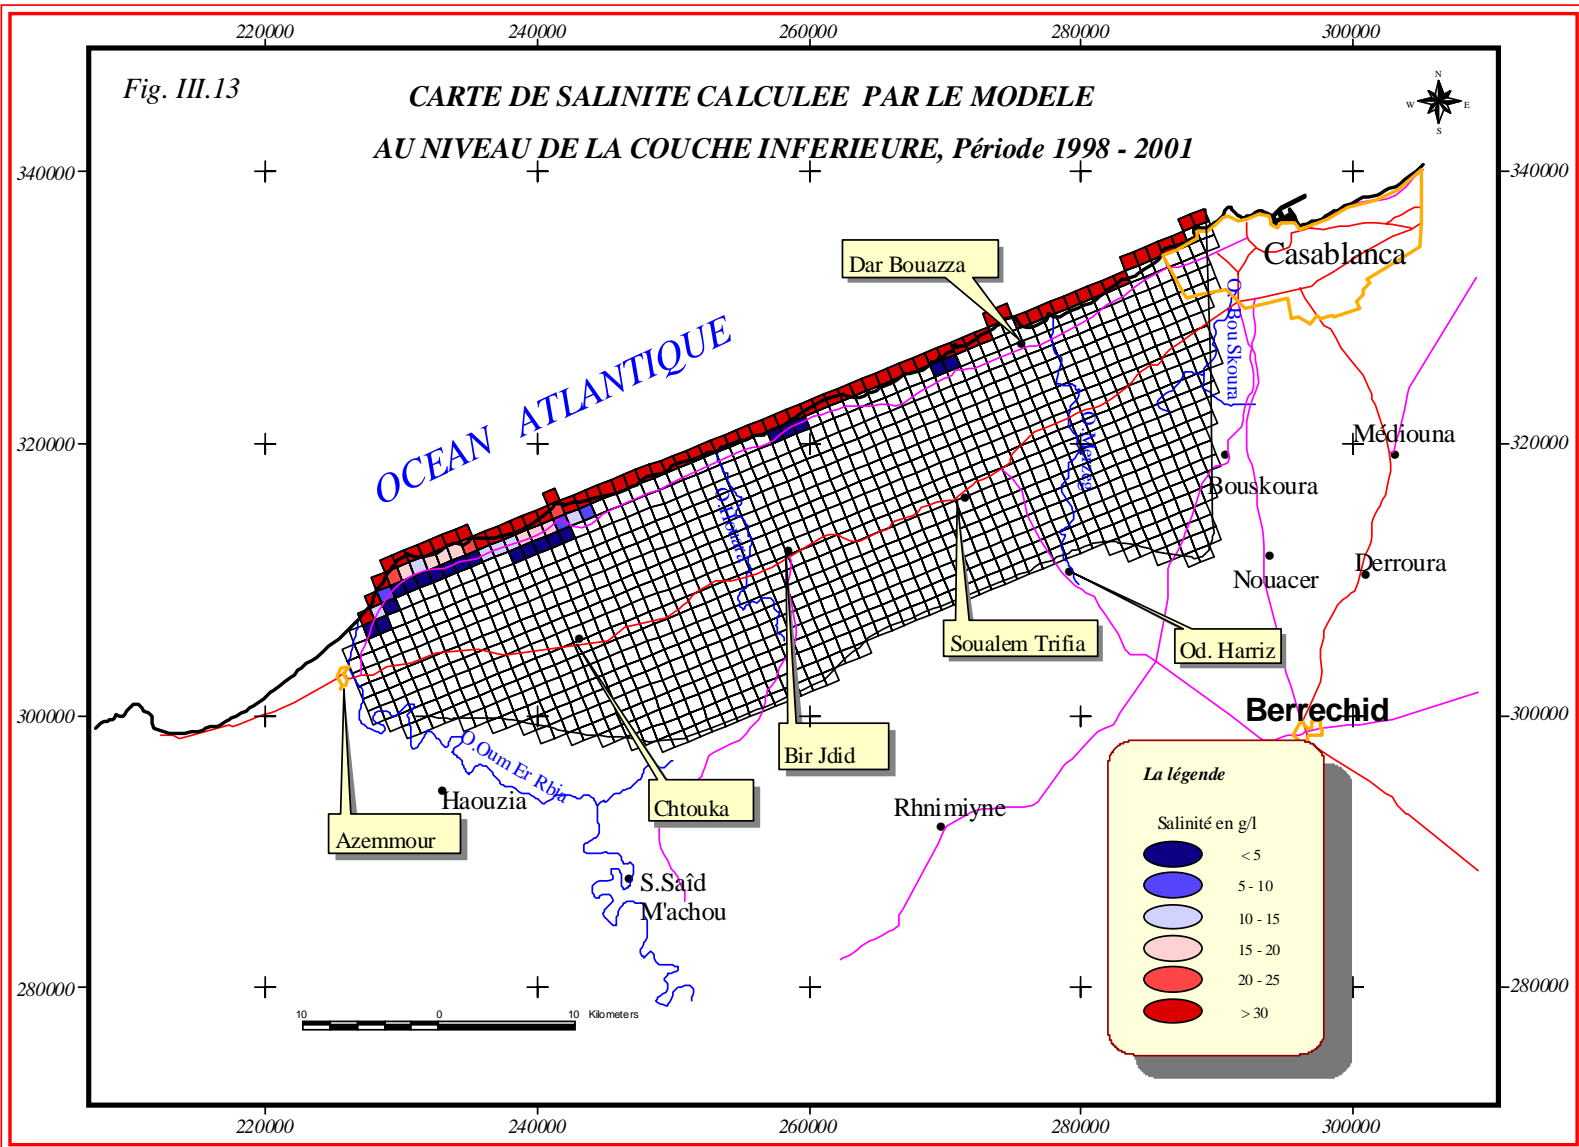 220000
240000
260000
280000
300000
Fig. III.13
CARTE DE SALINITE CALCULEE PAR LE MODELE
AU NIVEAU DE LA COUCHE INFERIEURE, Période 1998 - 2001
N
W
E
S
340000
340000
Casablanca
Dar Bouazza
OCEAN ATLANTIQUE
O. Bou Skoura
320000
320000
O.Merzeg
Médiouna
Bouskoura
O.Houara
Nouacer
Derroura
Soualem Trifia
Od. Harriz
300000
300000
Berrechid
O.Oum Er Rbia
Bir Jdid
Haouzia
Chtouka
Rhnimiyne
Azemmour
S.Saîd
M'achou
La légende
Salinité en g/l
< 5
5 - 10
10 - 15
15 - 20
20 - 25
> 30
280000
280000
10
0
10 Kilometers
220000
240000
260000
280000
300000